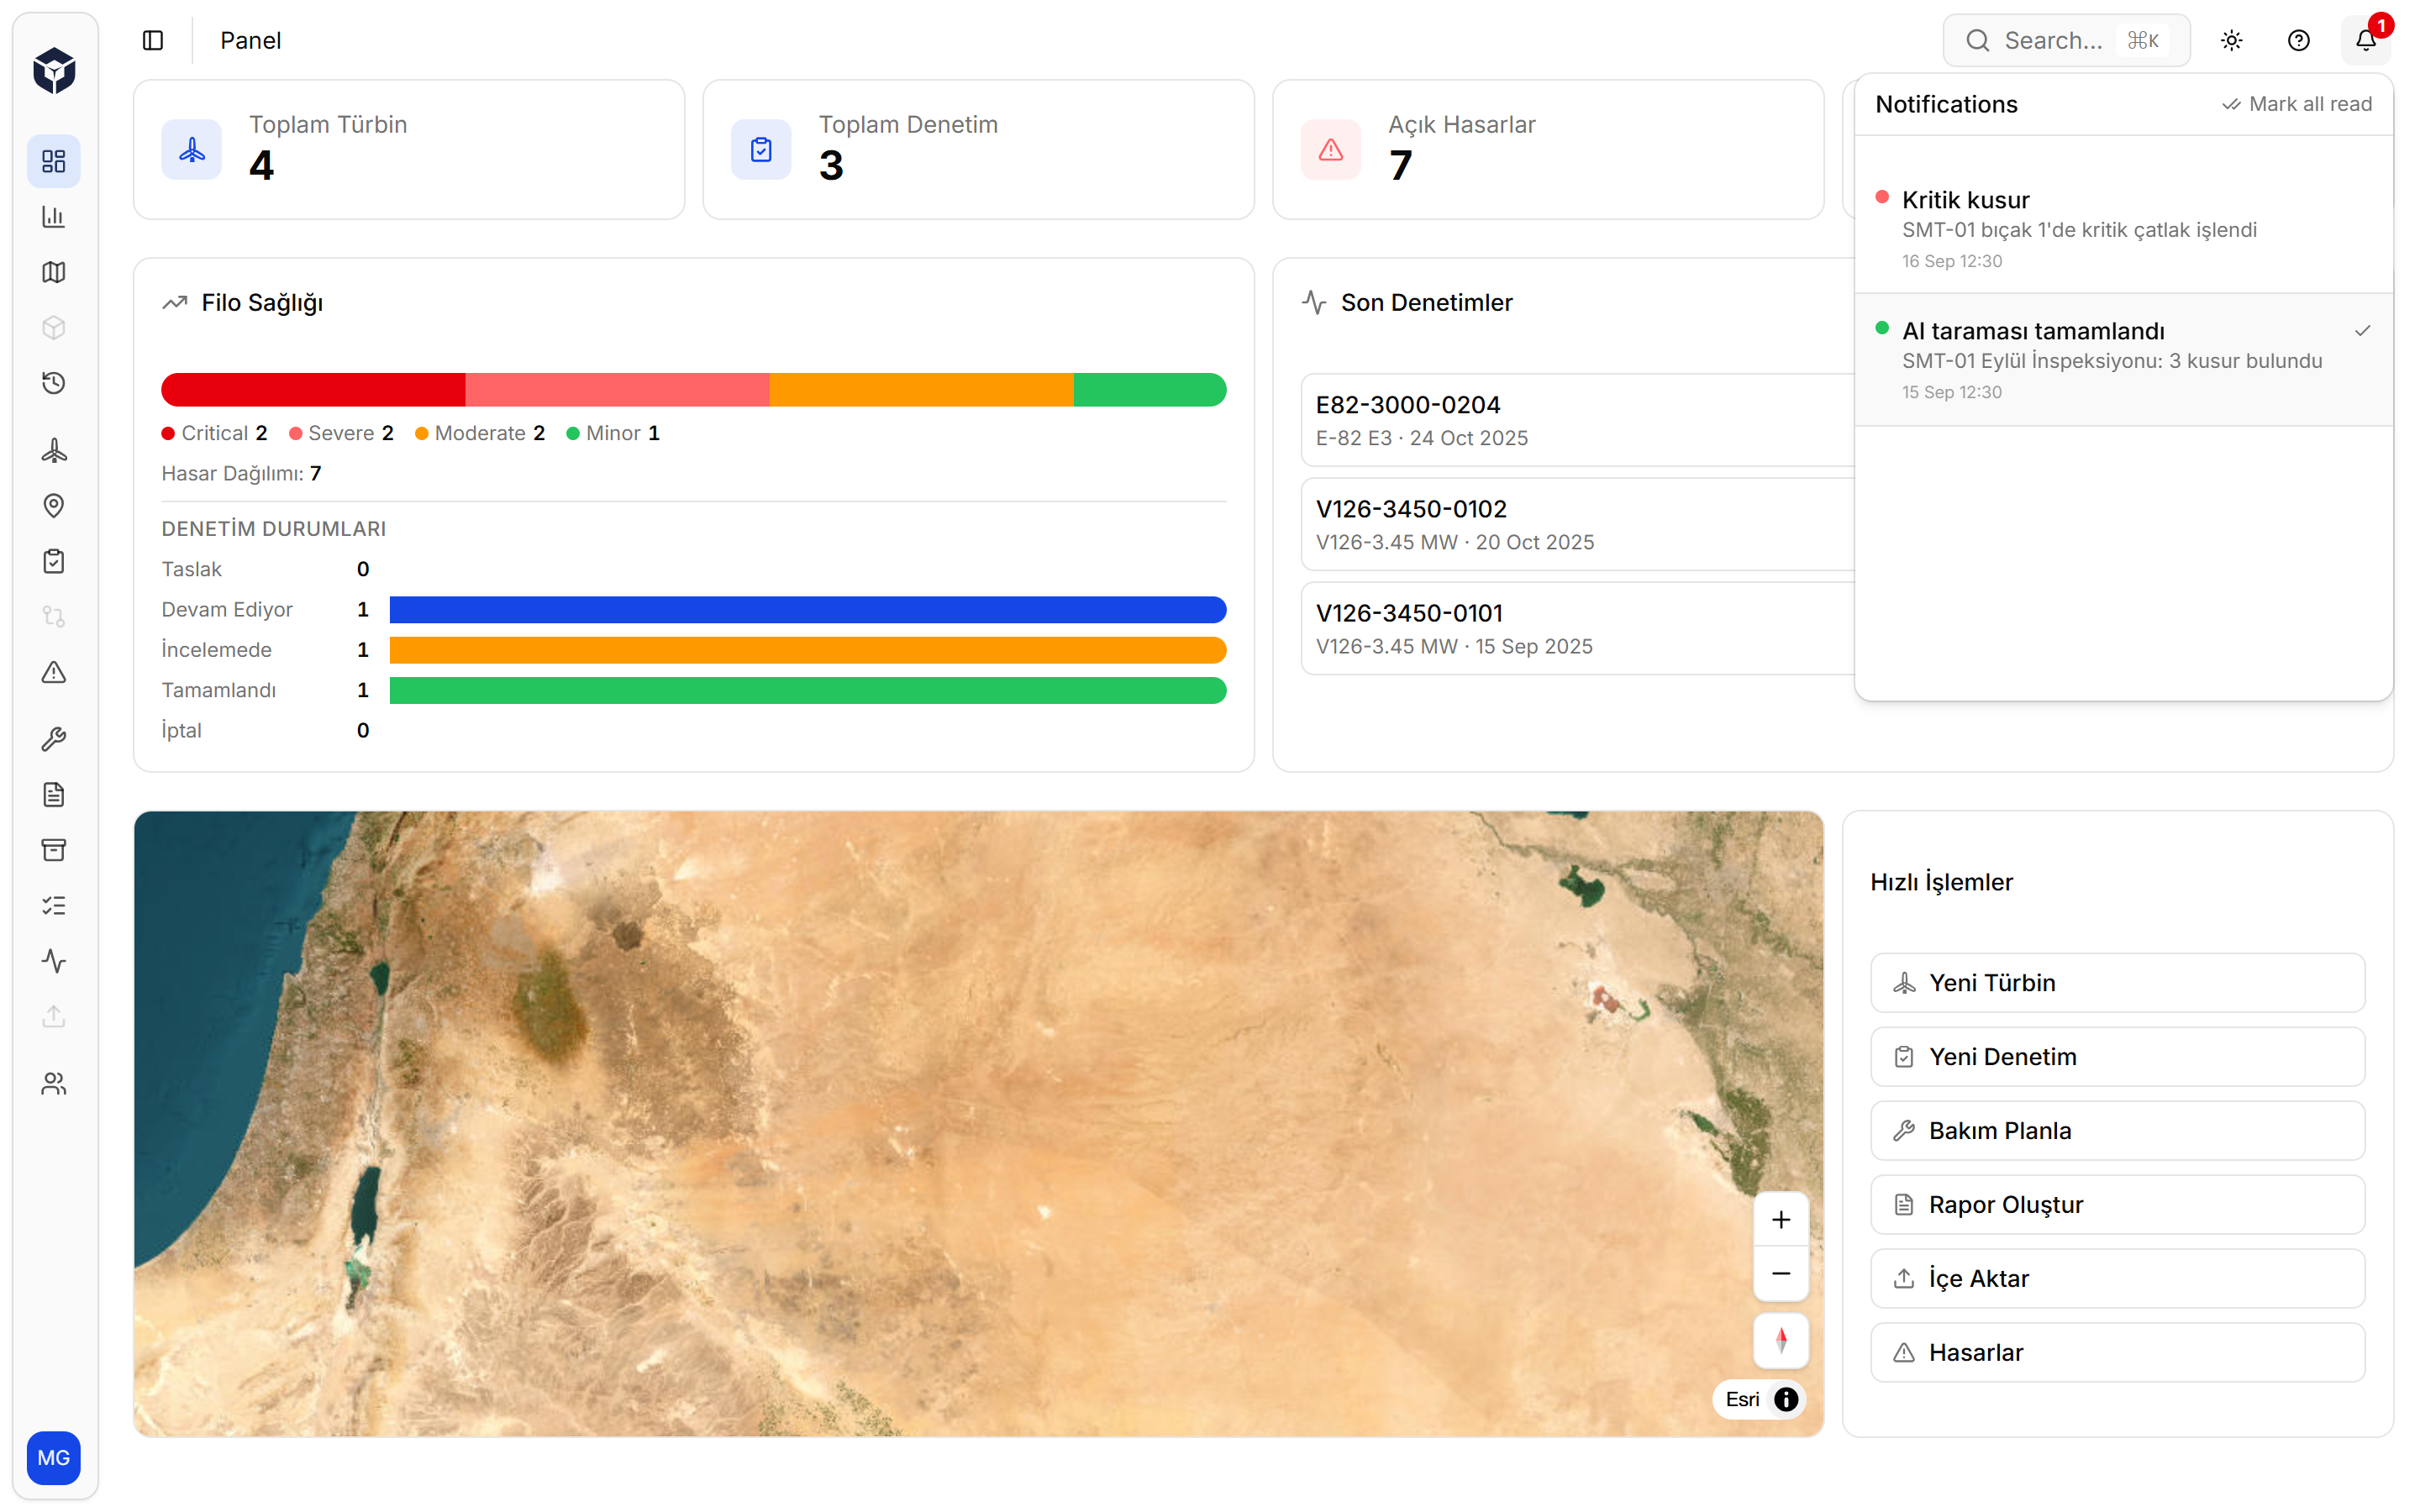 Panel
Search... ⌘K
1
Toplam Türbin
4
Toplam Denetim
3
Açık Hasarlar
7
Notifications
Mark all read
Kritik kusur
SMT-01 bıçak 1'de kritik çatlak işlendi
16 Sep 12:30
AI taraması tamamlandı
SMT-01 Eylül İnspeksiyonu: 3 kusur bulundu
15 Sep 12:30
Filo Sağlığı
Critical 2 Severe 2 Moderate 2 Minor 1
Hasar Dağılımı: 7
DENETİM DURUMLARI
Taslak 0
Devam Ediyor 1
İncelemede 1
Tamamlandı 1
İptal 0
Son Denetimler
E82-3000-0204
E-82 E3 · 24 Oct 2025
V126-3450-0102
V126-3.45 MW · 20 Oct 2025
V126-3450-0101
V126-3.45 MW · 15 Sep 2025
Esri
Hızlı İşlemler
Yeni Türbin
Yeni Denetim
Bakım Planla
Rapor Oluştur
İçe Aktar
Hasarlar
MG